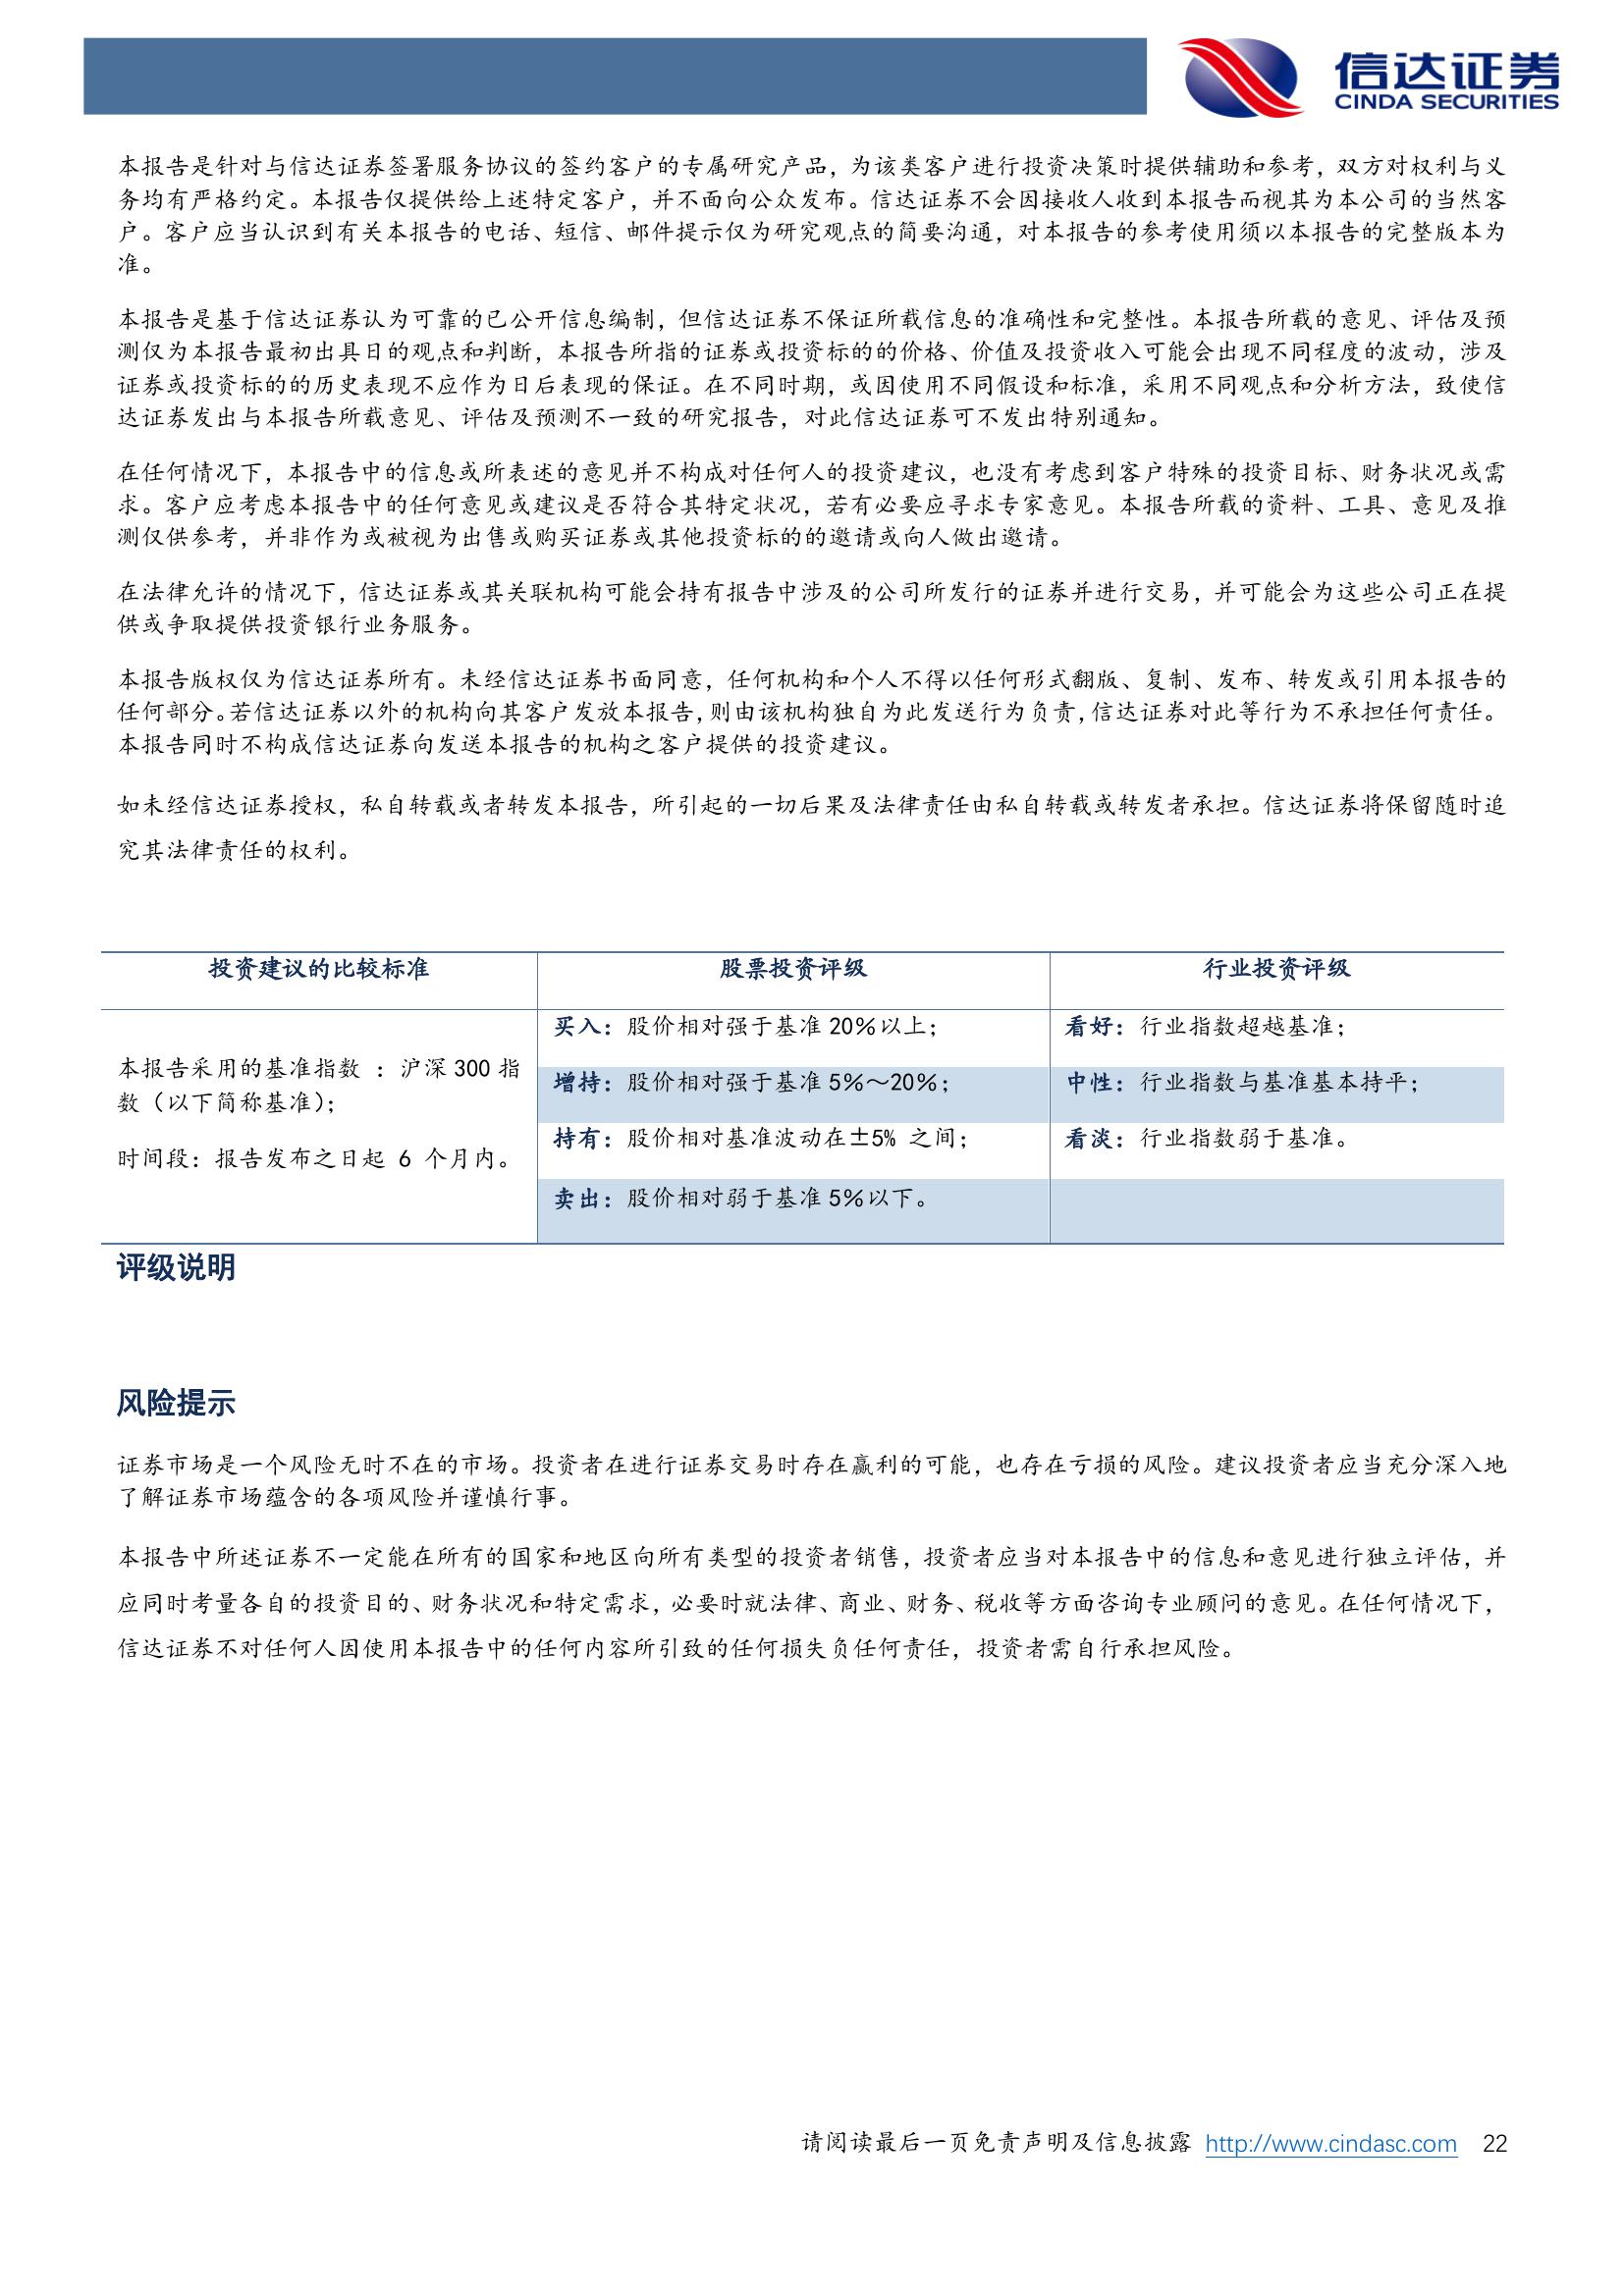 信达证券
CINDA SECURITIES
本报告是针对与信达证券签署服务协议的签约客户的专属研究产品，为该类客户进行投资决策时提供辅助和参考，双方对权利与义
务均有严格约定。本报告仅提供给上述特定客户，并不面向公众发布。信达证券不会因接收人收到本报告而视其为本公司的当然客
户。客户应当认识到有关本报告的电话、短信、邮件提示仅为研究观点的简要沟通，对本报告的参考使用须以本报告的完整版本为
准。
本报告是基于信达证券认为可靠的已公开信息编制，但信达证券不保证所载信息的准确性和完整性。本报告所载的意见、评估及预
测仅为本报告最初出具日的观点和判断，本报告所指的证券或投资标的的价格、价值及投资收入可能会出现不同程度的波动，涉及
证券或投资标的的历史表现不应作为日后表现的保证。在不同时期，或因使用不同假设和标准，采用不同观点和分析方法，致使信
达证券发出与本报告所载意见、评估及预测不一致的研究报告，对此信达证券可不发出特别通知。
在任何情况下，本报告中的信息或所表述的意见并不构成对任何人的投资建议，也没有考虑到客户特殊的投资目标、财务状况或需
求。客户应考虑本报告中的任何意见或建议是否符合其特定状况，若有必要应寻求专家意见。本报告所载的资料、工具、意见及推
测仅供参考，并非作为或被视为出售或购买证券或其他投资标的的邀请或向人做出邀请。
在法律允许的情况下，信达证券或其关联机构可能会持有报告中涉及的公司所发行的证券并进行交易，并可能会为这些公司正在提
供或争取提供投资银行业务服务。
本报告版权仅为信达证券所有。未经信达证券书面同意，任何机构和个人不得以任何形式翻版、复制、发布、转发或引用本报告的
任何部分。若信达证券以外的机构向其客户发放本报告，则由该机构独自为此发送行为负责，信达证券对此等行为不承担任何责任。
本报告同时不构成信达证券向发送本报告的机构之客户提供的投资建议。
如未经信达证券授权，私自转载或者转发本报告，所引起的一切后果及法律责任由私自转载或转发者承担。信达证券将保留随时追
究其法律责任的权利。
投资建议的比较标准 股票投资评级 行业投资评级
本报告采用的基准指数 ：沪深 300 指
数（以下简称基准）；
时间段：报告发布之日起 6 个月内。
买入：股价相对强于基准 20％以上；
看好：行业指数超越基准；
增持：股价相对强于基准 5％～20％；
中性：行业指数与基准基本持平；
持有：股价相对基准波动在±5% 之间；
看淡：行业指数弱于基准。
卖出：股价相对弱于基准 5％以下。
评级说明
风险提示
证券市场是一个风险无时不在的市场。投资者在进行证券交易时存在赢利的可能，也存在亏损的风险。建议投资者应当充分深入地
了解证券市场蕴含的各项风险并谨慎行事。
本报告中所述证券不一定能在所有的国家和地区向所有类型的投资者销售，投资者应当对本报告中的信息和意见进行独立评估，并
应同时考量各自的投资目的、财务状况和特定需求，必要时就法律、商业、财务、税收等方面咨询专业顾问的意见。在任何情况下，
信达证券不对任何人因使用本报告中的任何内容所引致的任何损失负任何责任，投资者需自行承担风险。
请阅读最后一页免责声明及信息披露 http://www.cindasc.com 22